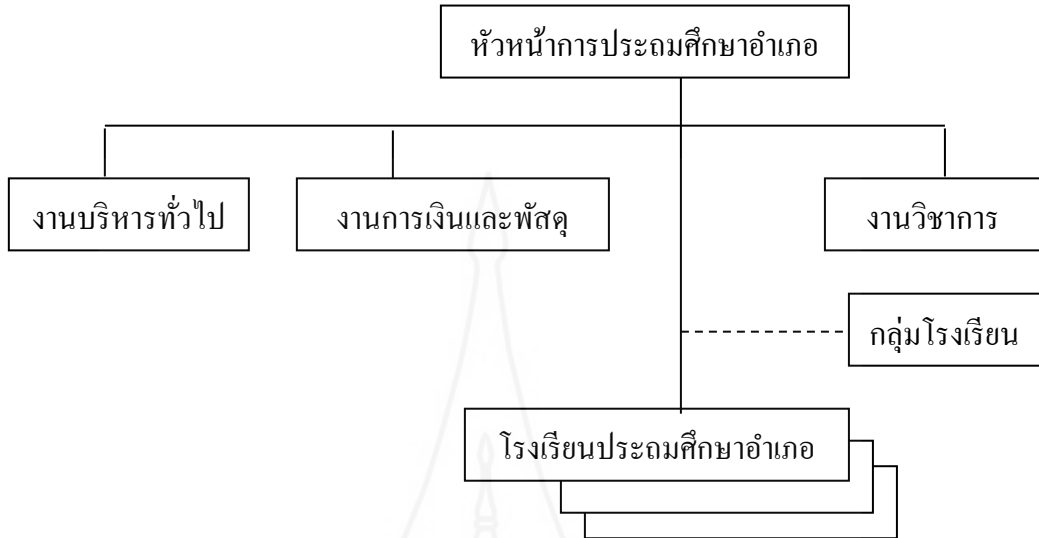 หัวหน้าการประถมศึกษาอำเภอ
งานบริหารทั่วไป
งานการเงินและพัสดุ
งานวิชาการ
กลุ่มโรงเรียน
โรงเรียนประถมศึกษาอำเภอ